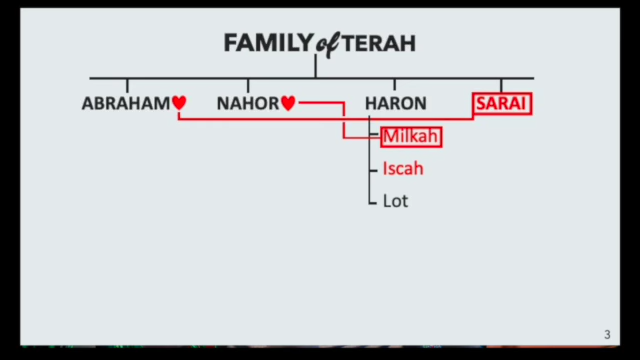 FAMILY of TERAH
ABRAHAM NAHOR HARON SARAI
Milkah
Iscah
Lot
3